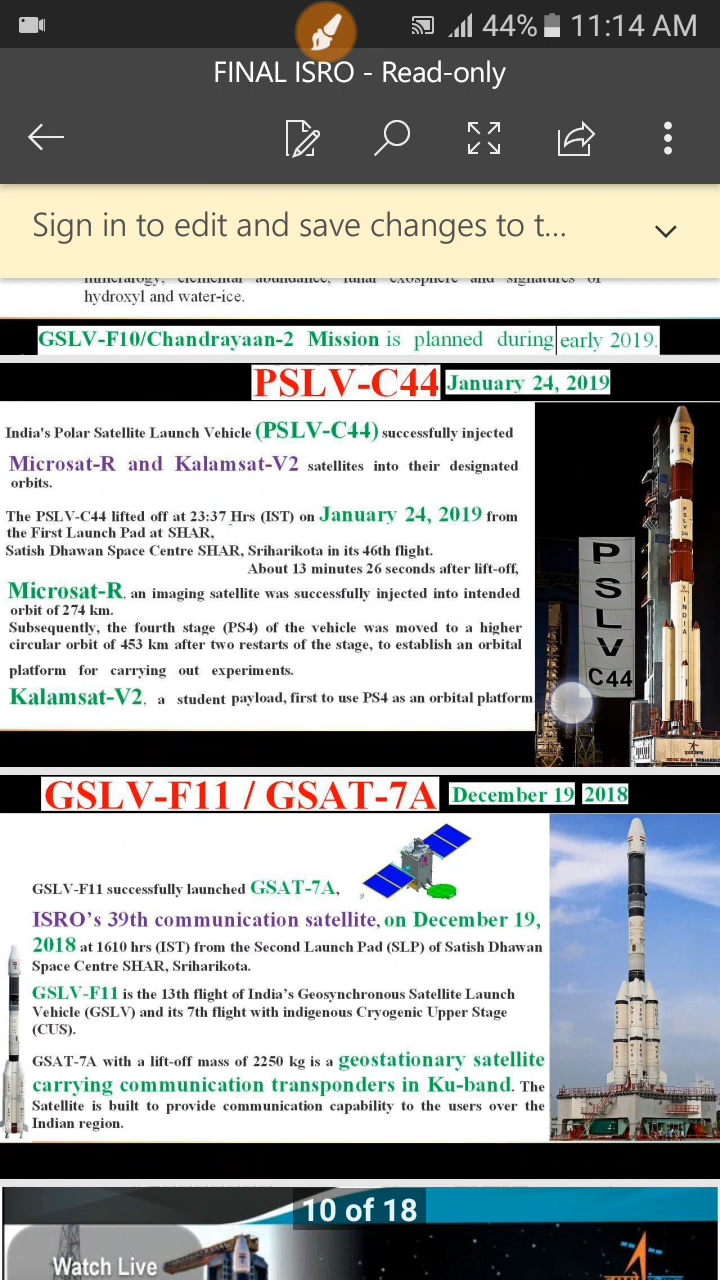 44% 11:14 AM
FINAL ISRO - Read-only
Sign in to edit and save changes to t...
mineralogy, elemental abundance, lunar exosphere and signatures of
hydroxyl and water-ice.
GSLV-F10/Chandrayaan-2 Mission is planned during early 2019.
PSLV-C44 January 24, 2019
India's Polar Satellite Launch Vehicle (PSLV-C44) successfully injected
Microsat-R and Kalamsat-V2 satellites into their designated
orbits.
The PSLV-C44 lifted off at 23:37 Hrs (IST) on January 24, 2019 from
the First Launch Pad at SHAR,
Satish Dhawan Space Centre SHAR, Sriharikota in its 46th flight.
About 13 minutes 26 seconds after lift-off,
Microsat-R, an imaging satellite was successfully injected into intended
orbit of 274 km.
Subsequently, the fourth stage (PS4) of the vehicle was moved to a higher
circular orbit of 453 km after two restarts of the stage, to establish an orbital
platform for carrying out experiments.
Kalamsat-V2, a student payload, first to use PS4 as an orbital platform
PSLV
C44
INDIA
GSLV-F11 / GSAT-7A December 19 2018
GSLV-F11 successfully launched GSAT-7A,
ISRO's 39th communication satellite, on December 19,
2018 at 1610 hrs (IST) from the Second Launch Pad (SLP) of Satish Dhawan
Space Centre SHAR, Sriharikota.
GSLV-F11 is the 13th flight of India's Geosynchronous Satellite Launch
Vehicle (GSLV) and its 7th flight with indigenous Cryogenic Upper Stage
(CUS).
GSAT-7A with a lift-off mass of 2250 kg is a geostationary satellite
carrying communication transponders in Ku-band. The
Satellite is built to provide communication capability to the users over the
Indian region.
10 of 18
Watch Live